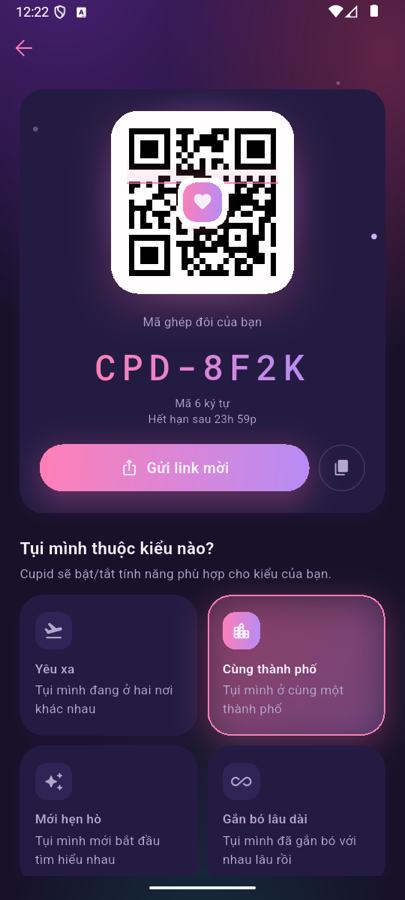 12:22
A
Mã ghép đôi của bạn
CPD-8F2K
Mã 6 ký tự
Hết hạn sau 23h 59p
Gửi link mời
Tụi mình thuộc kiểu nào?
Cupid sẽ bật/tắt tính năng phù hợp cho kiểu của bạn.
Yêu xa
Tụi mình đang ở hai nơi
khác nhau
Cùng thành phố
Tụi mình ở cùng một
thành phố
Mới hẹn hò
Tụi mình mới bắt đầu
tìm hiểu nhau
Gắn bó lâu dài
Tụi mình đã gắn bó với
nhau lâu rồi